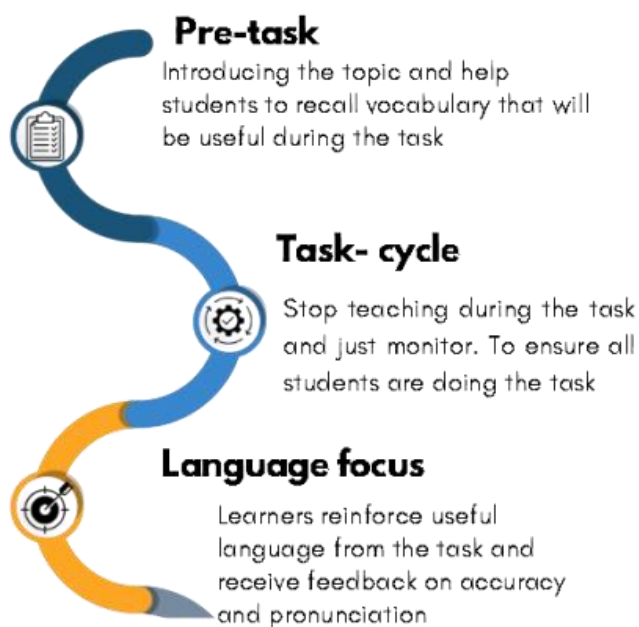 Pre-task
Introducing the topic and help
students to recall vocabulary that will
be useful during the task
Task- cycle
Stop teaching during the task
and just monitor. To ensure all
students are doing the task
Language focus
Learners reinforce useful
language from the task and
receive feedback on accuracy
and pronunciation